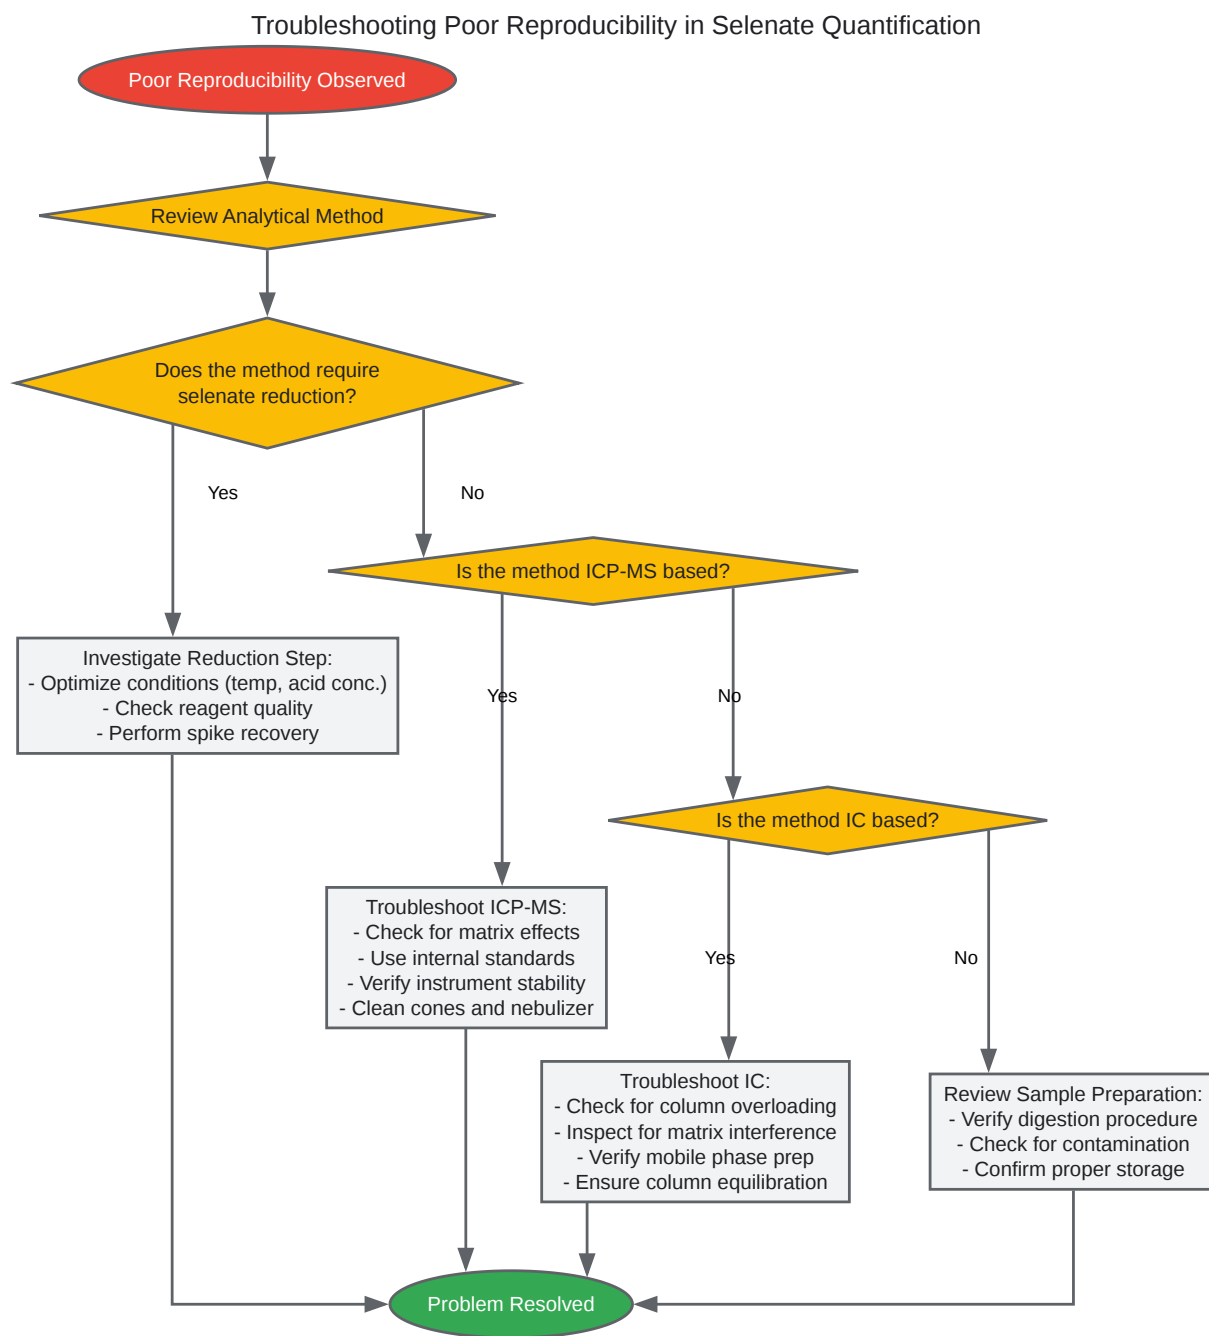 Troubleshooting Poor Reproducibility in Selenate Quantification
Poor Reproducibility Observed
Review Analytical Method
Does the method require
selenate reduction?
Yes
No
Is the method ICP-MS based?
Investigate Reduction Step:
- Optimize conditions (temp, acid conc.)
- Check reagent quality
- Perform spike recovery
Yes
No
Is the method IC based?
Troubleshoot ICP-MS:
- Check for matrix effects
- Use internal standards
- Verify instrument stability
- Clean cones and nebulizer
Yes
No
Troubleshoot IC:
- Check for column overloading
- Inspect for matrix interference
- Verify mobile phase prep
- Ensure column equilibration
Review Sample Preparation:
- Verify digestion procedure
- Check for contamination
- Confirm proper storage
Problem Resolved